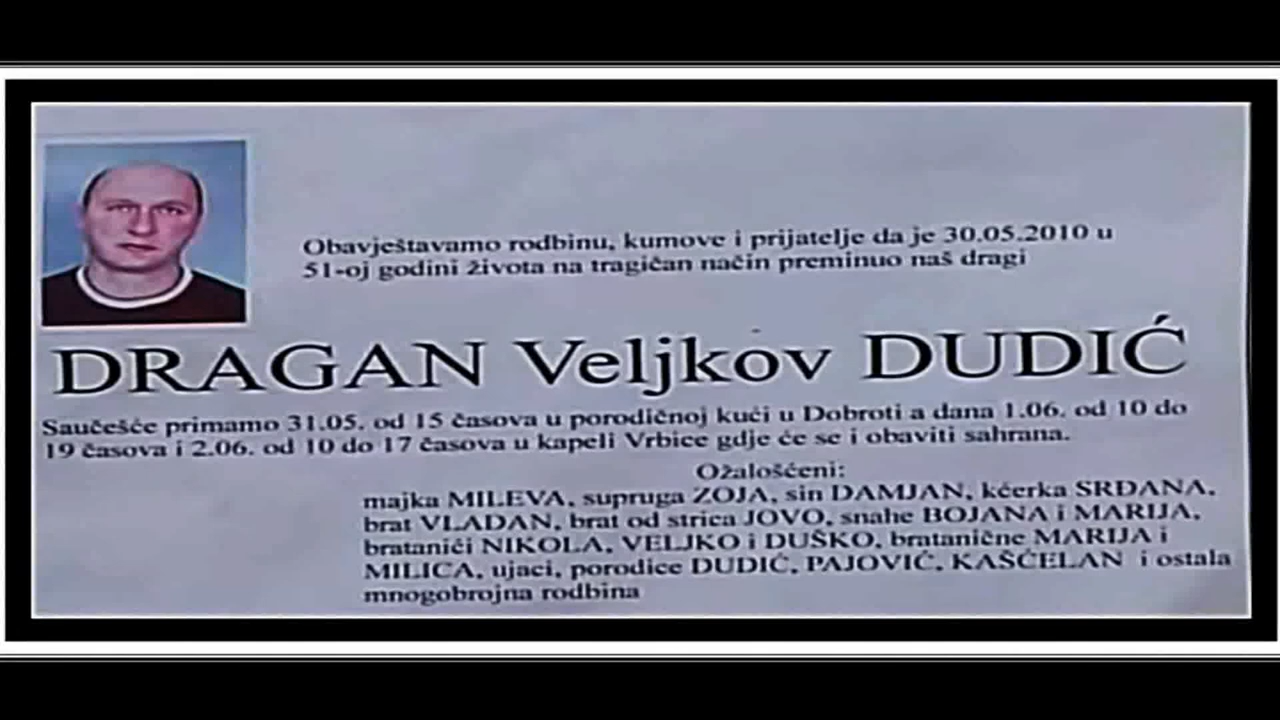 Obavještavamo rodbinu, kumove i prijatelje da je 30.05.2010 u
51-oj godini života na tragičan način preminuo naš dragi
DRAGAN Veljkov DUDIĆ
Saučešće primamo 31.05. od 15 časova u porodičnoj kući u Dobroti a dana 1.06. od 10 do
19 časova i 2.06. od 10 do 17 časova u kapeli Vrbice gdje će se i obaviti sahrana.
Ožalošćeni:
majka MILEVA, supruga ZOJA, sin DAMJAN, kćerka SRĐANA,
brat VLADAN, brat od strica JOVO, snahe BOJANA i MARIJA,
bratanići NIKOLA, VELJKO i DUŠKO, bratanične MARIJA i
MILICA, ujaci, porodice DUDIĆ, PAJOVIĆ, KAŠĆELAN i ostala
mnogobrojna rodbina